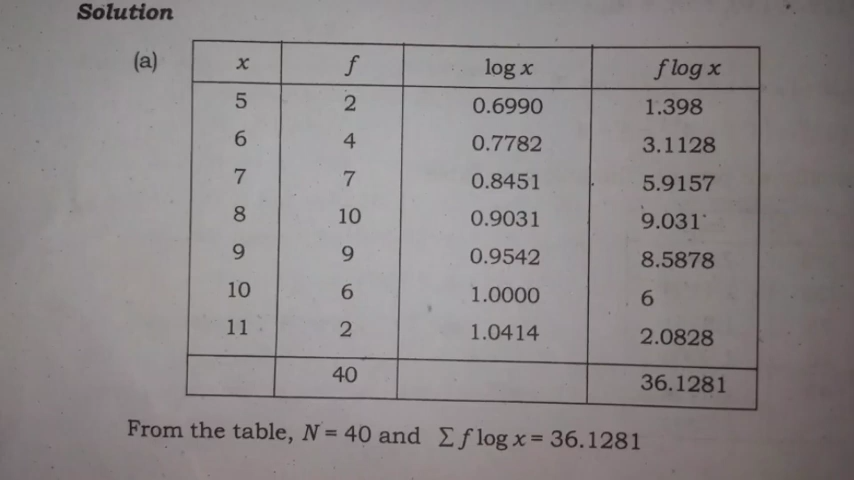 Solution
(a) x f log x f log x
5 2 0.6990 1.398
6 4 0.7782 3.1128
7 7 0.8451 5.9157
8 10 0.9031 9.031
9 9 0.9542 8.5878
10 6 1.0000 6
11 2 1.0414 2.0828
40 36.1281
From the table, N = 40 and Σ f log x = 36.1281